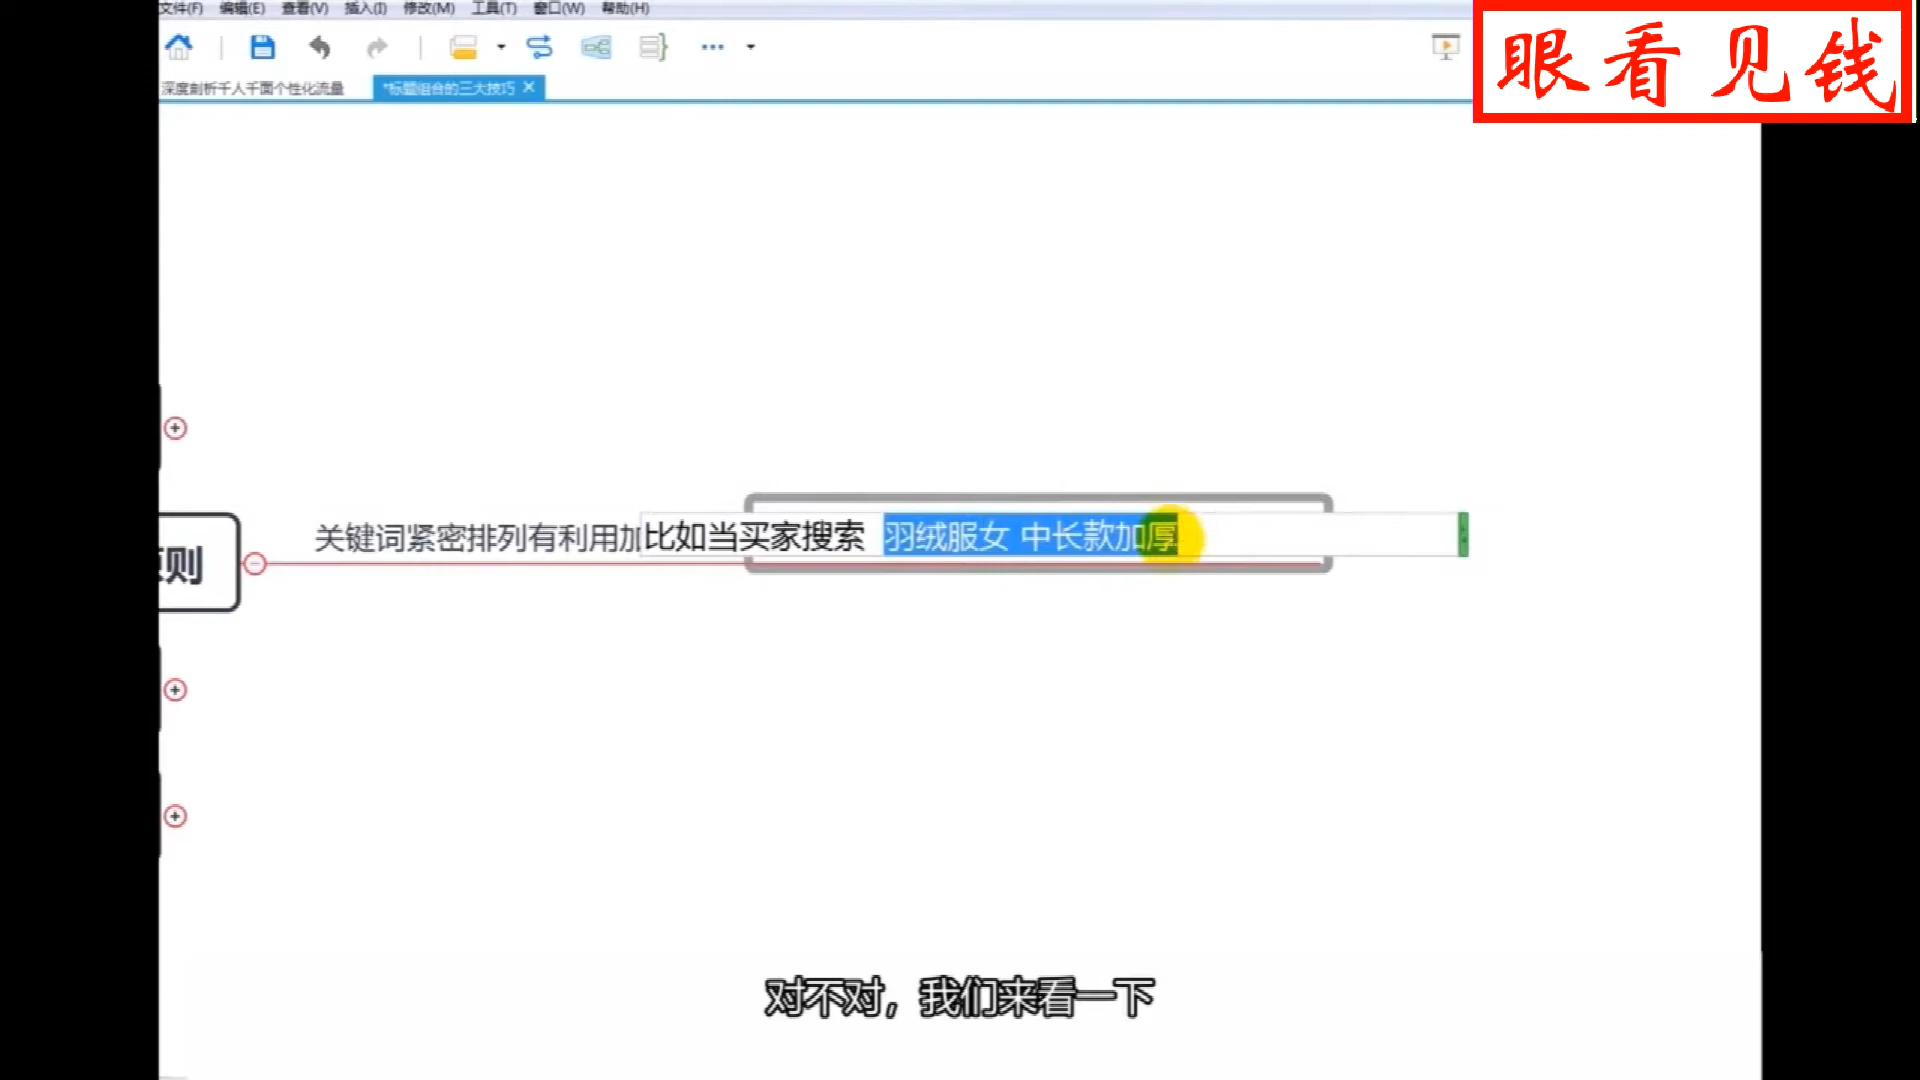 文件(F) 编辑(E) 查看(V) 插入(I) 修改(M) 工具(T) 窗口(W) 帮助(H)
眼看见钱
深度剖析千人千面个性化流量 *标题组合的三大技巧
关键词紧密排列有利用加
比如当买家搜索 羽绒服女 中长款加厚
则
对不对，我们来看一下